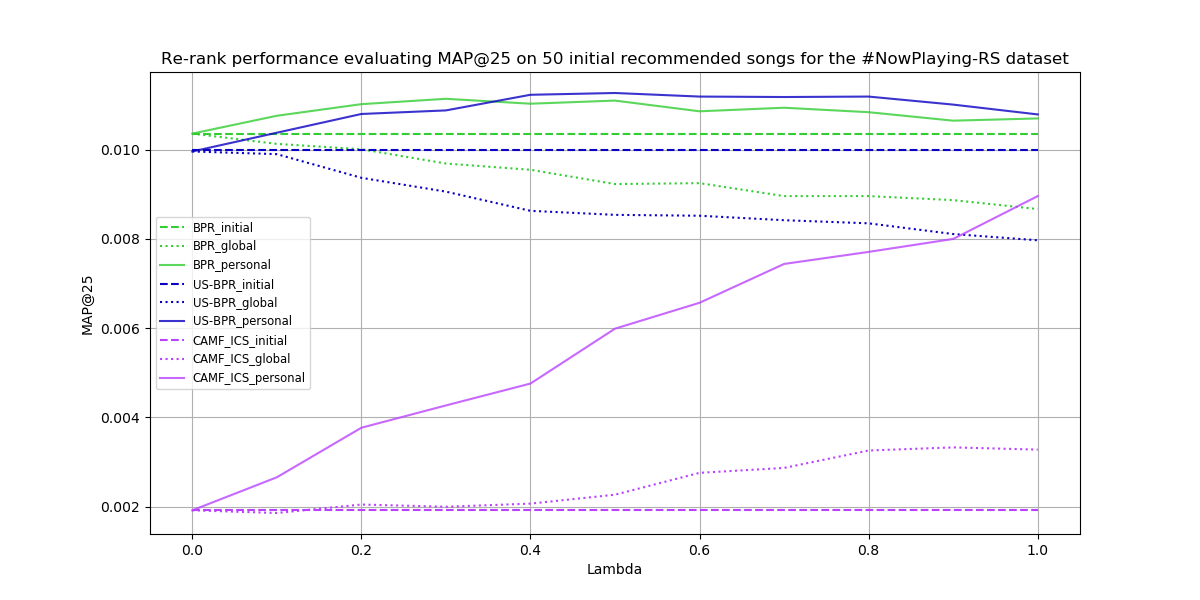 Re-rank performance evaluating MAP@25 on 50 initial recommended songs for the #NowPlaying-RS dataset
MAP@25
0.010
0.008
0.006
0.004
0.002
BPR_initial
BPR_global
BPR_personal
US-BPR_initial
US-BPR_global
US-BPR_personal
CAMF_ICS_initial
CAMF_ICS_global
CAMF_ICS_personal
0.0 0.2 0.4 0.6 0.8 1.0
Lambda